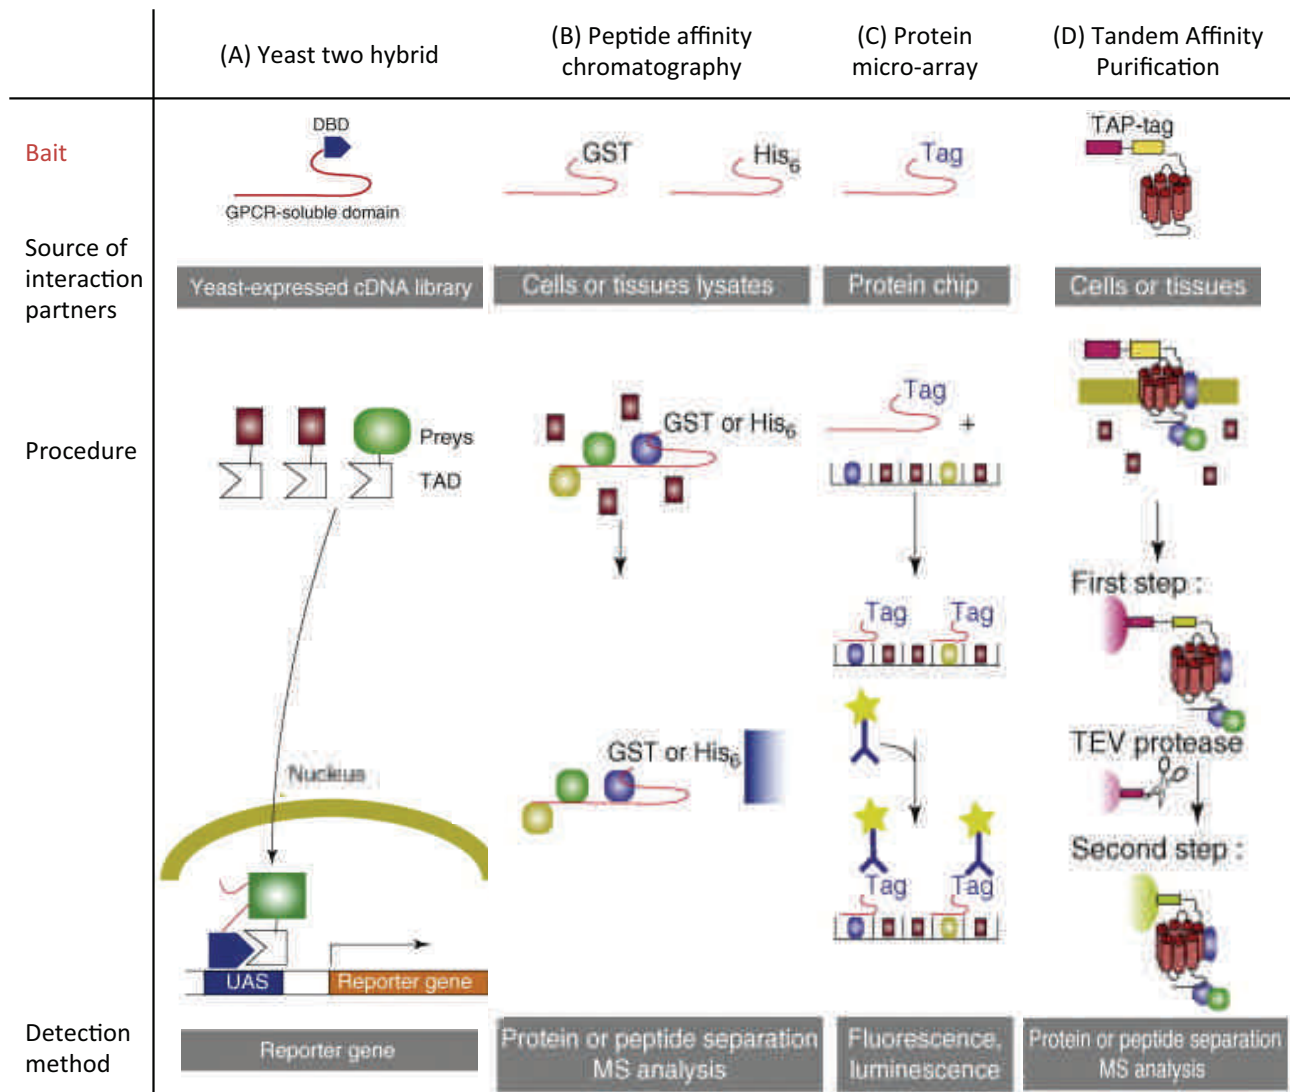 (A) Yeast two hybrid
(B) Peptide affinity
chromatography
(C) Protein
micro-array
(D) Tandem Affinity
Purification
Bait
DBD
GPCR-soluble domain
GST
His6
Tag
TAP-tag
Source of
interaction
partners
Yeast-expressed cDNA library
Cells or tissues lysates
Protein chip
Cells or tissues
Procedure
Preys
TAD
Nucleus
UAS
Reporter gene
GST or His6
GST or His6
Tag
+
Tag
Tag
Tag
Tag
First step :
TEV protease
Second step :
Detection
method
Reporter gene
Protein or peptide separation
MS analysis
Fluorescence,
luminescence
Protein or peptide separation
MS analysis